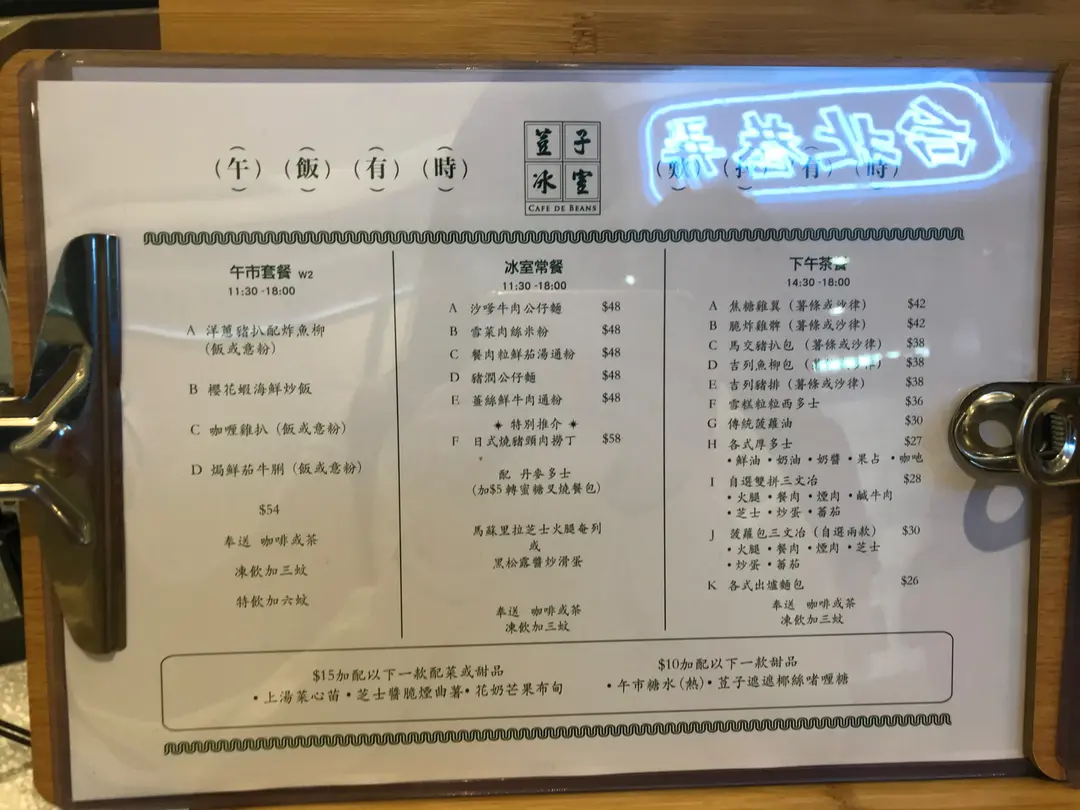 (午) (飯) (有) (時)
荳子
冰室
CAFE DE BEANS
(歎) (有) (時)
台北巷弄
午市套餐 W2
11:30 -18:00
A 洋蔥豬扒配炸魚柳
(飯或意粉)
B 櫻花蝦海鮮炒飯
C 咖喱雞扒 (飯或意粉)
D 焗鮮茄牛脷 (飯或意粉)
$54
奉送 咖啡或茶
凍飲加三蚊
特飲加六蚊
冰室常餐
11:30 -18:00
A 沙嗲牛肉公仔麵 $48
B 雪菜肉絲米粉 $48
C 餐肉粒鮮茄湯通粉 $48
D 豬潤公仔麵 $48
E 薑絲鮮牛肉通粉 $48
✦ 特別推介 ✦
F 日式燒豬頸肉撈丁 $58
配 丹麥多士
(加$5 轉蜜糖叉燒餐包)
馬蘇里拉芝士火腿奄列
或
黑松露醬炒滑蛋
奉送 咖啡或茶
凍飲加三蚊
下午茶餐
14:30 -18:00
A 焦糖雞翼 (薯條或沙律) $42
B 脆炸雞髀 (薯條或沙律) $42
C 馬交豬扒包 (薯條或沙律) $38
D 吉列魚柳包 (薯條或沙律) $38
E 吉列豬排 (薯條或沙律) $38
F 雪糕粒粒西多士 $36
G 傳統菠蘿油 $30
H 各式厚多士 $27
•鮮油 •奶油 •奶醬 •果占 •咖吔
I 自選雙拼三文冶 $28
•火腿 •餐肉 •煙肉 •鹹牛肉
•芝士 •炒蛋 •蕃茄
J 菠蘿包三文冶 (自選兩款) $30
•火腿 •餐肉 •煙肉 •芝士
•炒蛋 •蕃茄
K 各式出爐麵包 $26
奉送 咖啡或茶
凍飲加三蚊
$15加配以下一款配菜或甜品
•上湯菜心苗 •芝士醬脆煙曲薯 •花奶芒果布甸
$10加配以下一款甜品
•午市糖水 (熱) •荳子遮遮椰絲啫喱糖